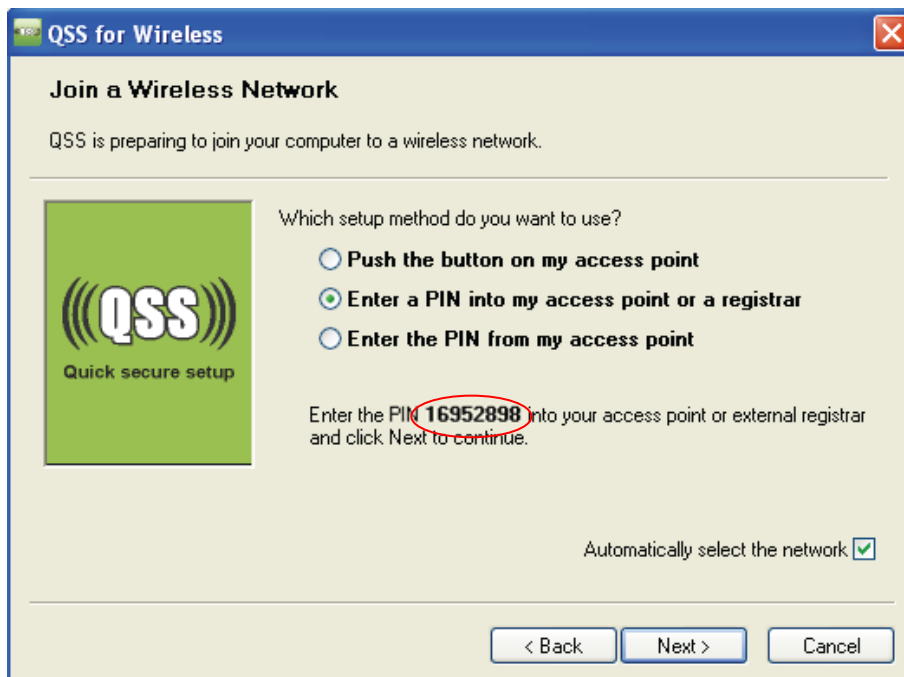 QSS for Wireless
Join a Wireless Network
QSS is preparing to join your computer to a wireless network.
Which setup method do you want to use?
Push the button on my access point
Enter a PIN into my access point or a registrar
Enter the PIN from my access point
(((QSS)))
Quick secure setup
Enter the PIN 16952898 into your access point or external registrar
and click Next to continue.
Automatically select the network
< Back
Next >
Cancel